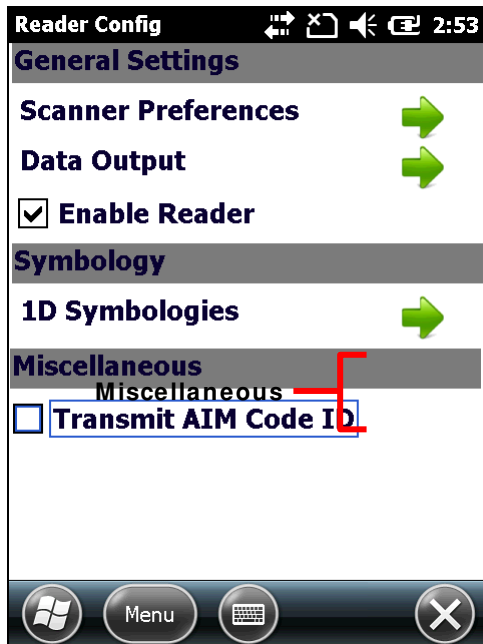 Reader Config 2:53
General Settings
Scanner Preferences
Data Output
Enable Reader
Symbology
1D Symbologies
Miscellaneous
Miscellaneous
Transmit AIM Code ID
Menu